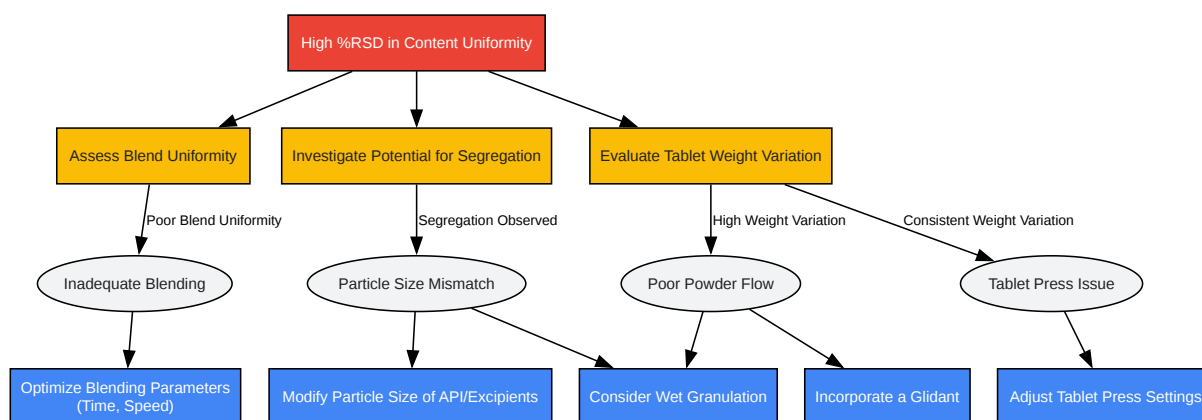 High %RSD in Content Uniformity
Assess Blend Uniformity
Investigate Potential for Segregation
Evaluate Tablet Weight Variation
Poor Blend Uniformity
Segregation Observed
High Weight Variation
Consistent Weight Variation
Inadequate Blending
Particle Size Mismatch
Poor Powder Flow
Tablet Press Issue
Optimize Blending Parameters
(Time, Speed)
Modify Particle Size of API/Excipients
Consider Wet Granulation
Incorporate a Glidant
Adjust Tablet Press Settings